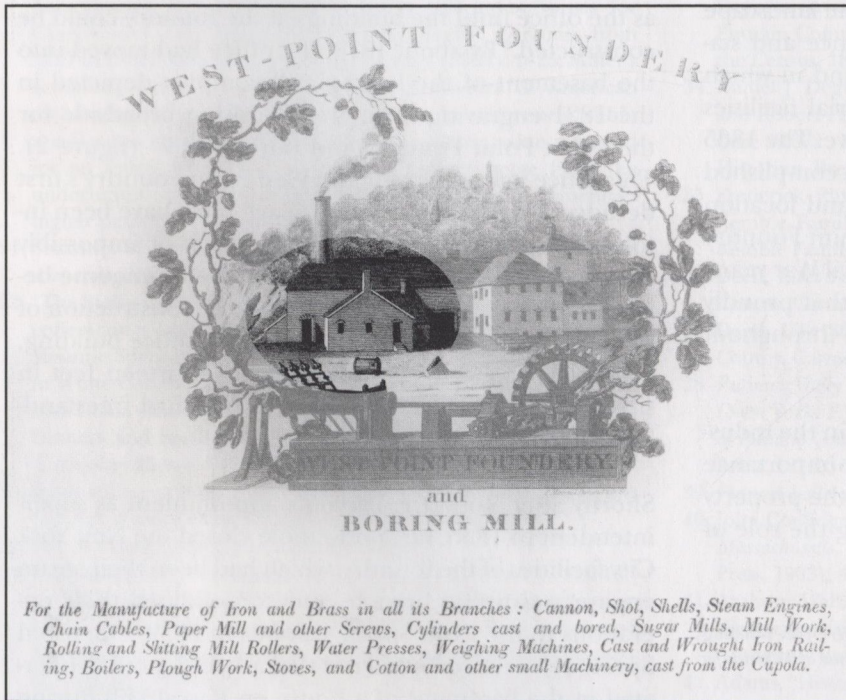 WEST-POINT FOUNDERY
WEST POINT FOUNDERY.
and
BORING MILL.
For the Manufacture of Iron and Brass in all its Branches : Cannon, Shot, Shells, Steam Engines,
Chain Cables, Paper Mill and other Screws, Cylinders cast and bored, Sugar Mills, Mill Work,
Rolling and Slitting Mill Rollers, Water Presses, Weighing Machines, Cast and Wrought Iron Rail-
ing, Boilers, Plough Work, Stoves, and Cotton and other small Machinery, cast from the Cupola.